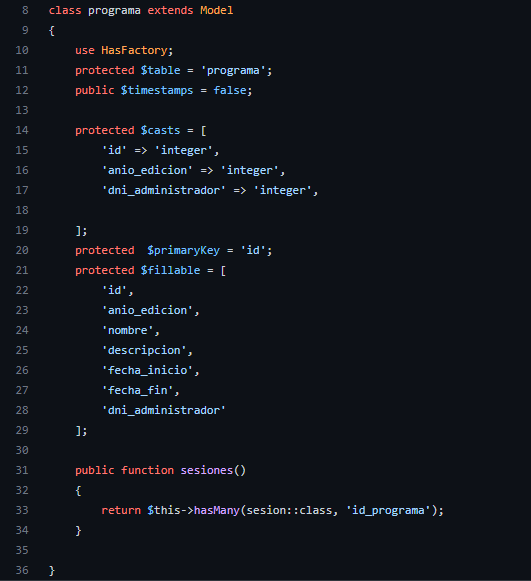 8 class programa extends Model
9 {
10     use HasFactory;
11     protected $table = 'programa';
12     public $timestamps = false;
13
14     protected $casts = [
15         'id' => 'integer',
16         'anio_edicion' => 'integer',
17         'dni_administrador' => 'integer',
18
19     ];
20     protected  $primaryKey = 'id';
21     protected $fillable = [
22         'id',
23         'anio_edicion',
24         'nombre',
25         'descripcion',
26         'fecha_inicio',
27         'fecha_fin',
28         'dni_administrador'
29     ];
30
31     public function sesiones()
32     {
33         return $this->hasMany(sesion::class, 'id_programa');
34     }
35
36 }